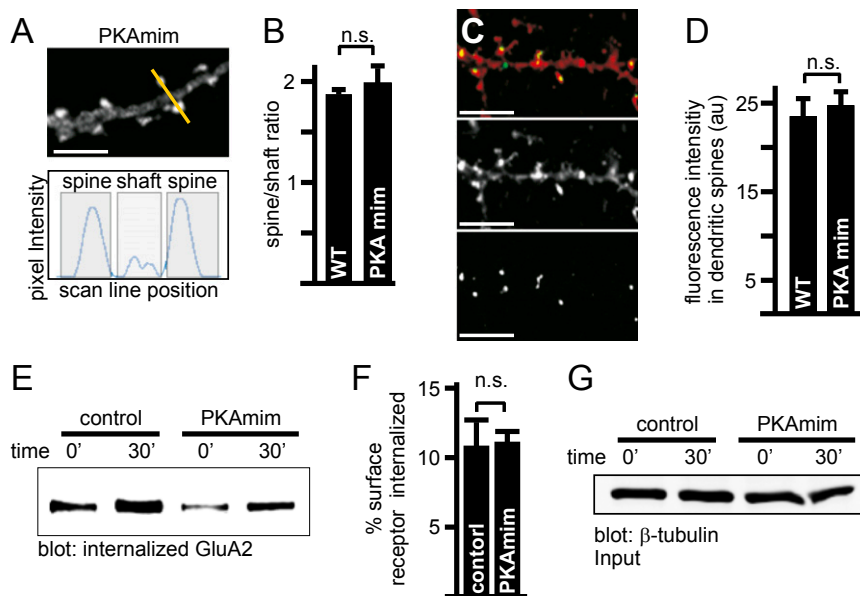 A
PKAmim
spine shaft spine
pixel Intensity
scan line position
B
n.s.
spine/shaft ratio
2
1
WT
PKA mim
C
D
n.s.
fluorescence intensitiy
in dendritic spines (au)
25
15
5
WT
PKA mim
E
control PKAmim
time 0' 30' 0' 30'
blot: internalized GluA2
F
n.s.
% surface
receptor internalized
15
10
5
contorl
PKAmim
G
control PKAmim
time 0' 30' 0' 30'
blot: β-tubulin
Input